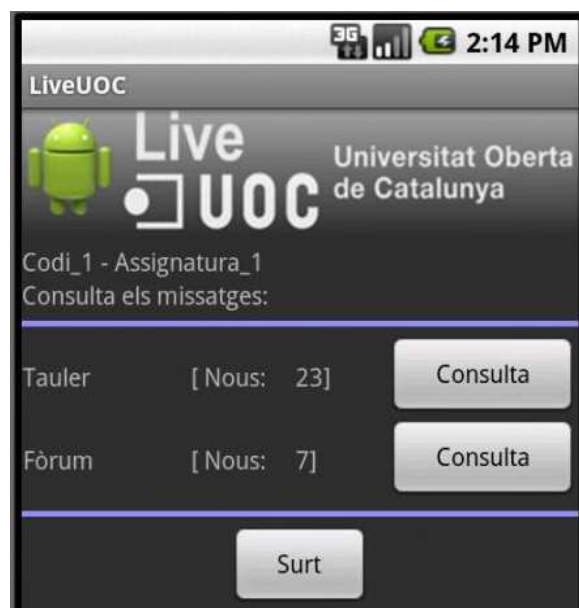 3G 2:14 PM
LiveUOC
Live
UOC
Universitat Oberta
de Catalunya
Codi_1 - Assignatura_1
Consulta els missatges:
Tauler [ Nous: 23] Consulta
Fòrum [ Nous: 7] Consulta
Surt